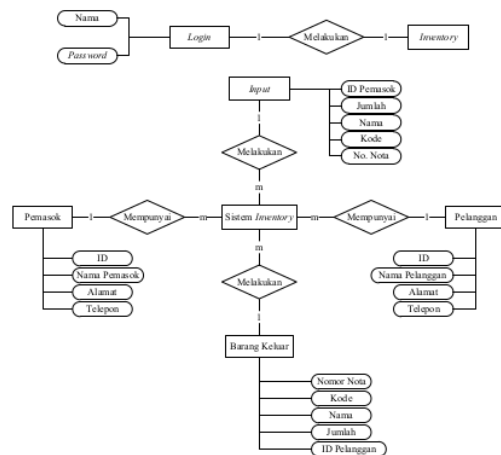 Nama
Login
1
Melakukan
1
Inventory
Password
Input
ID Pemasok
Jumlah
Nama
Kode
No. Nota
1
Melakukan
m
Pemasok
1
Mempunyai
m
Sistem Inventory
m
Mempunyai
1
Pelanggan
ID
Nama Pemasok
Alamat
Telepon
m
Melakukan
1
ID
Nama Pelanggan
Alamat
Telepon
Barang Keluar
Nomor Nota
Kode
Nama
Jumlah
ID Pelanggan